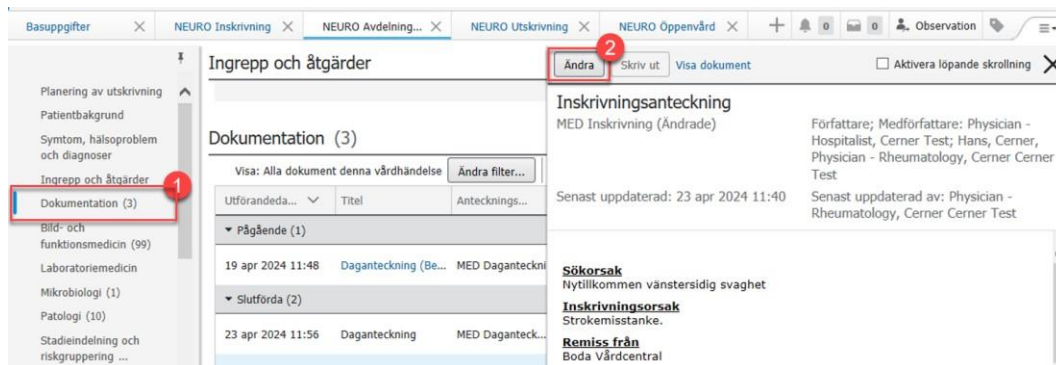 Basuppgifter
NEURO Inskrivning
NEURO Avdelning...
NEURO Utskrivning
NEURO Öppenvård
0
0
Observation
Planering av utskrivning
Patientbakgrund
Symtom, hälsoproblem
och diagnoser
Ingrepp och åtgärder
1
Dokumentation (3)
Bild- och
funktionsmedicin (99)
Laboratoriemedicin
Mikrobiologi (1)
Patologi (10)
Stadieindelning och
riskgruppering ...
Ingrepp och åtgärder
Dokumentation (3)
Visa: Alla dokument denna vårdhändelse
Ändra filter...
Utförandeda...
Titel
Antecknings...
Pågående (1)
19 apr 2024 11:48
Daganteckning (Be...
MED Daganteckni
Slutförda (2)
23 apr 2024 11:56
Daganteckning
MED Daganteck...
2
Ändra
Skriv ut
Visa dokument
Aktivera löpande skrollning
Inskrivningsanteckning
MED Inskrivning (Ändrade)
Författare; Medförfattare: Physician -
Hospitalist, Cerner Test; Hans, Cerner,
Physician - Rheumatology, Cerner Cerner
Test
Senast uppdaterad: 23 apr 2024 11:40
Senast uppdaterad av: Physician -
Rheumatology, Cerner Cerner Test
Sökorsak
Nytillkommen vänstersidig svaghet
Inskrivningsorsak
Strokemisstanke.
Remiss från
Boda Vårdcentral